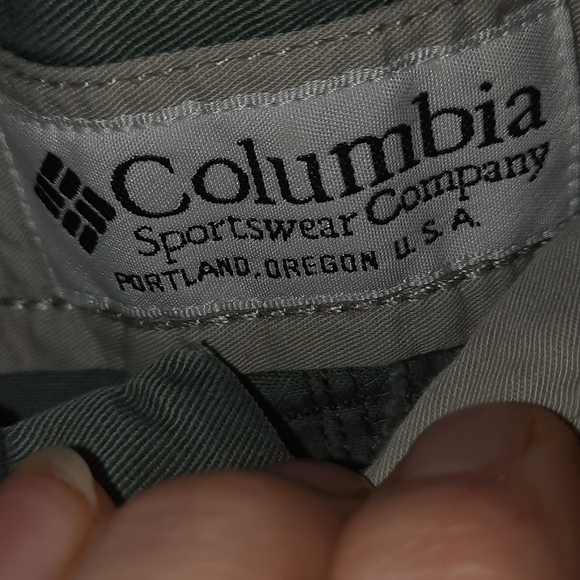 Columbia
Sportswear Company
PORTLAND, OREGON U.S.A.